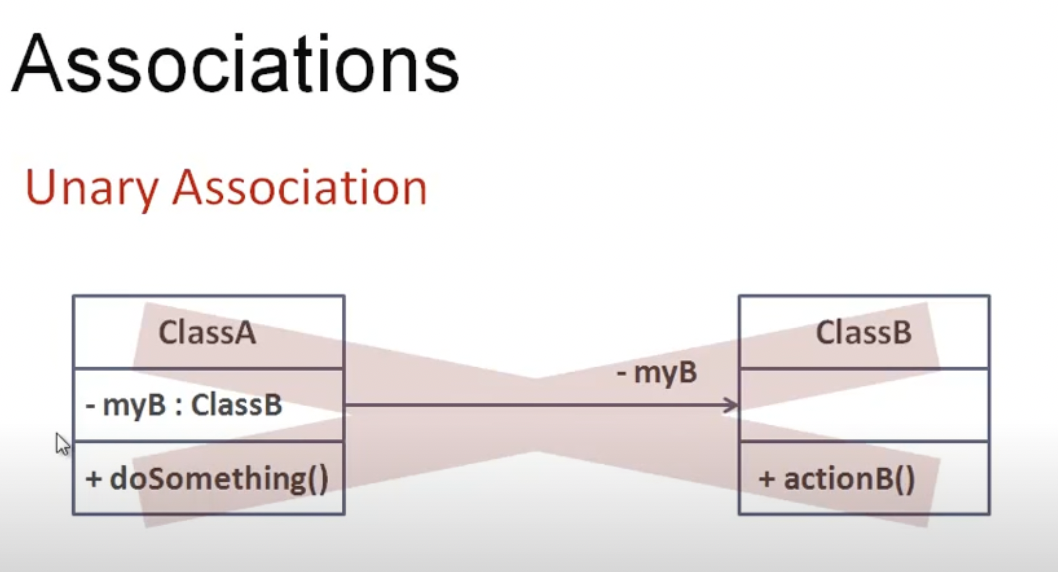 Associations
Unary Association
ClassA
ClassB
- myB
- myB : ClassB
+ doSomething()
+ actionB()